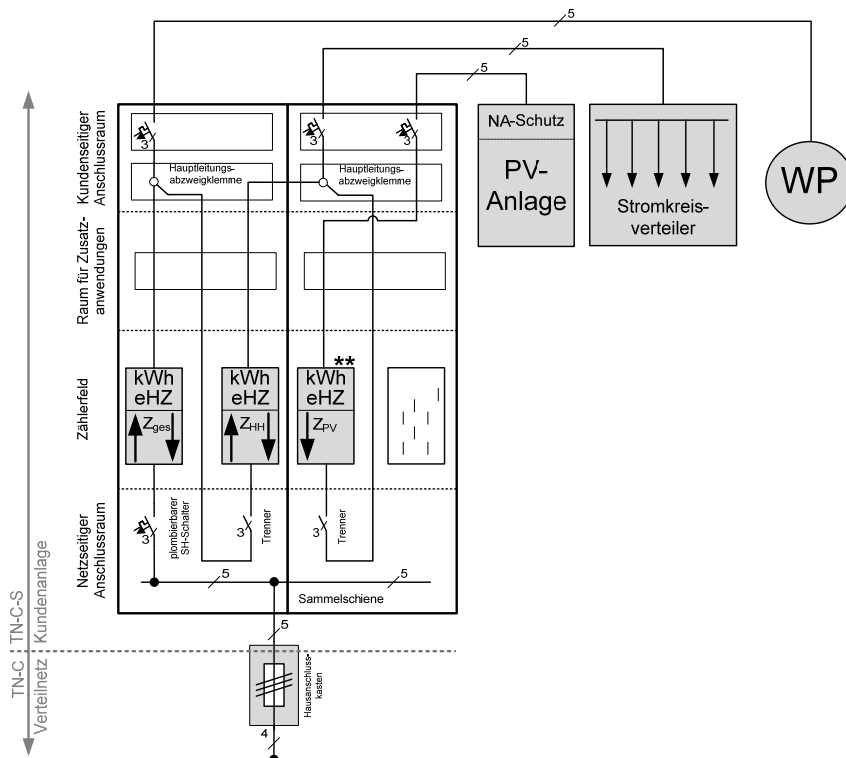 5
5
5
Kundenseitiger
Anschlussraum
3
3
3
NA-Schutz
PV-
Anlage
Stromkreis-
verteiler
WP
Hauptleitungs-
abzweigklemme
Hauptleitungs-
abzweigklemme
Raum für Zusatz-
anwendungen
**
Zählerfeld
kWh
eHZ
Zges
kWh
eHZ
ZHH
kWh
eHZ
ZPV
Netzseitiger
Anschlussraum
3
plombierbarer
SH-Schalter
3
Trenner
3
Trenner
5
5
Sammelschiene
TN-C-S
Kundenanlage
5
TN-C
Verteilnetz
Hausanschluss-
kasten
4